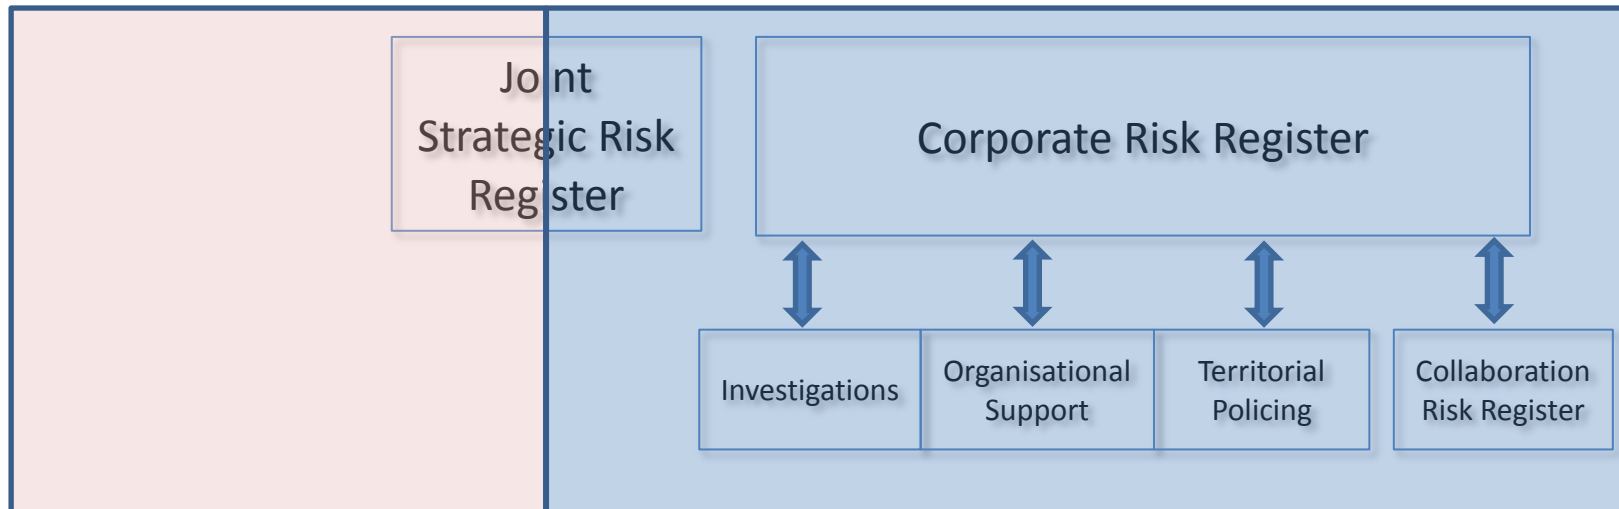 Joint
Strategic Risk
Register
Corporate Risk Register
Investigations
Organisational
Support
Territorial
Policing
Collaboration
Risk Register